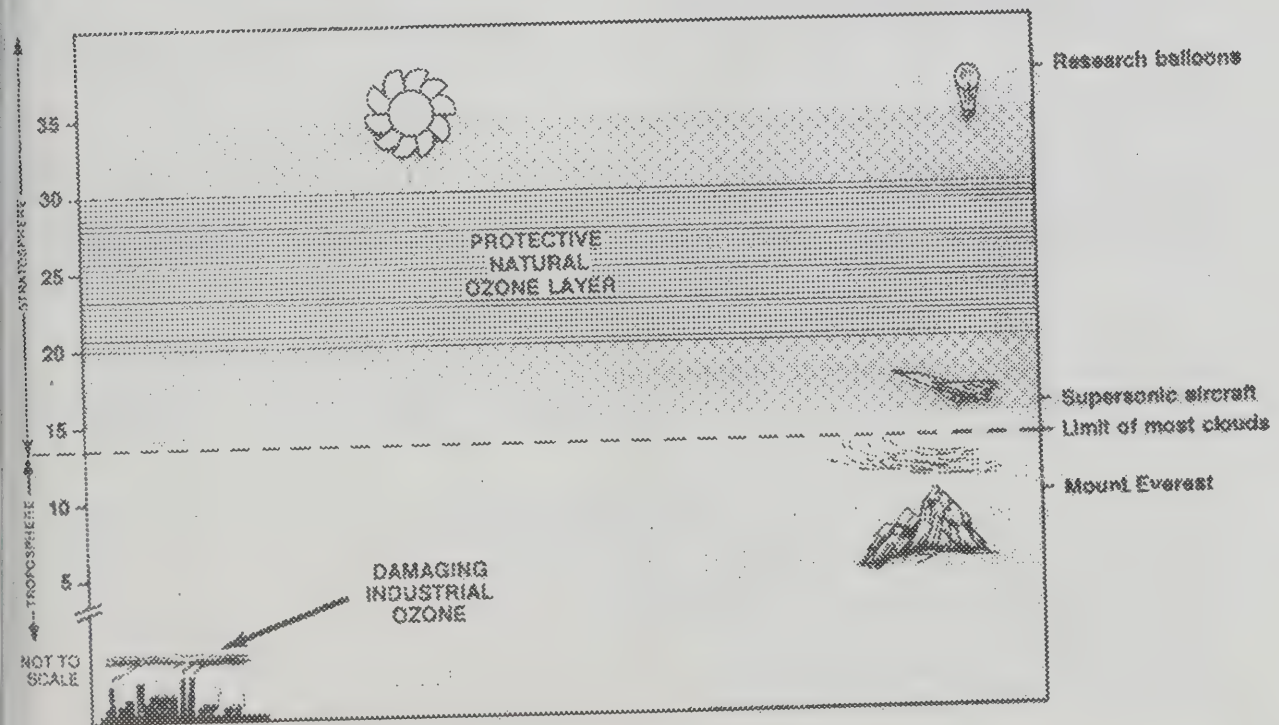 Research balloons
35
30
STRATOSPHERE
PROTECTIVE
NATURAL
OZONE LAYER
25
20
Supersonic aircraft
15
Limit of most clouds
Mount Everest
10
TROPOSPHERE
5
DAMAGING
INDUSTRIAL
OZONE
NOT TO
SCALE